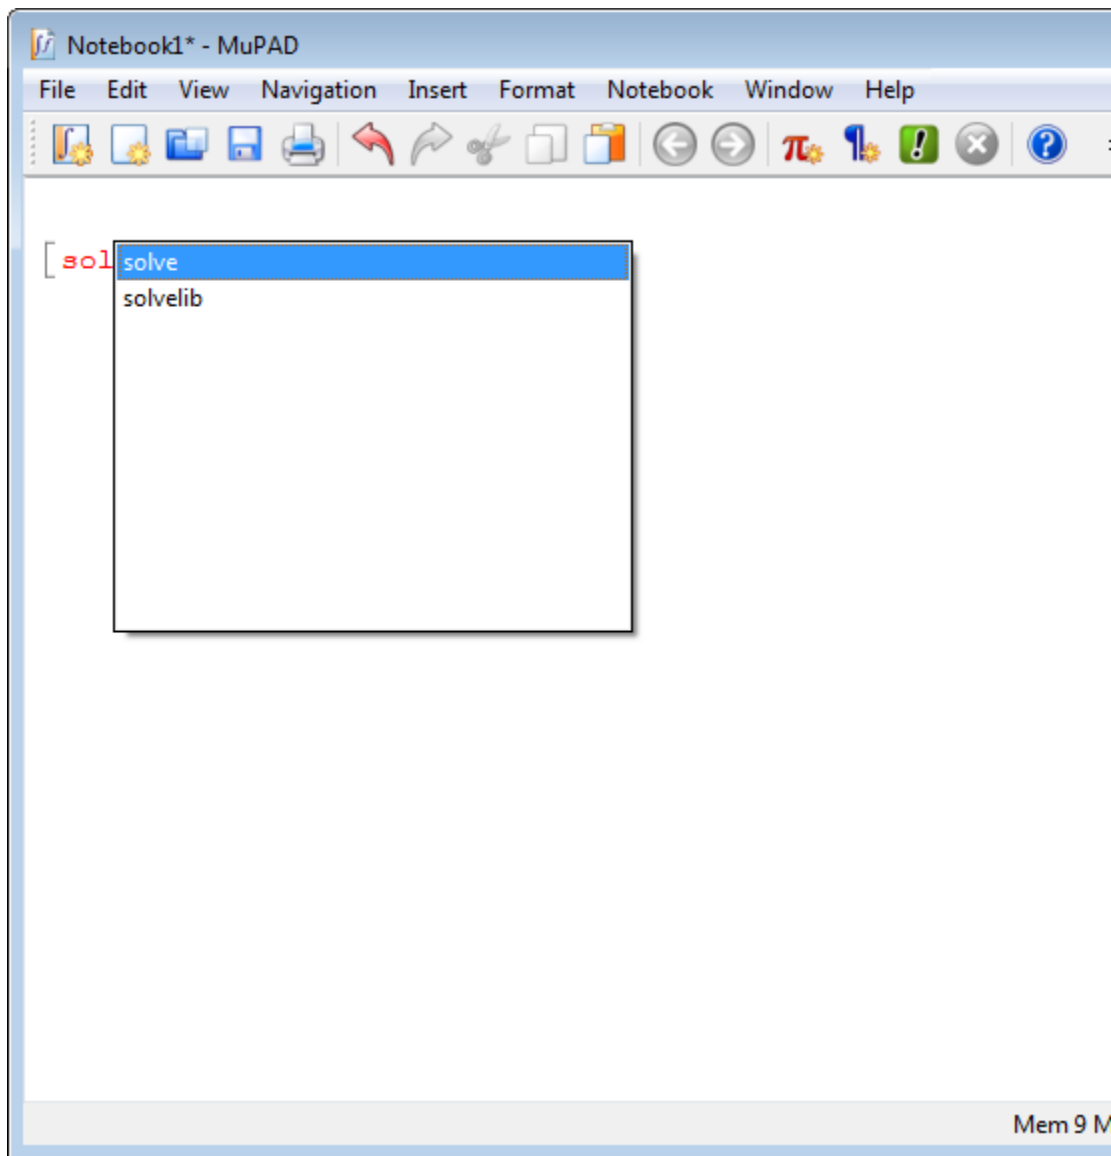 Notebook1* - MuPAD
File Edit View Navigation Insert Format Notebook Window Help
sol
solve
solvelib
Mem 9 M